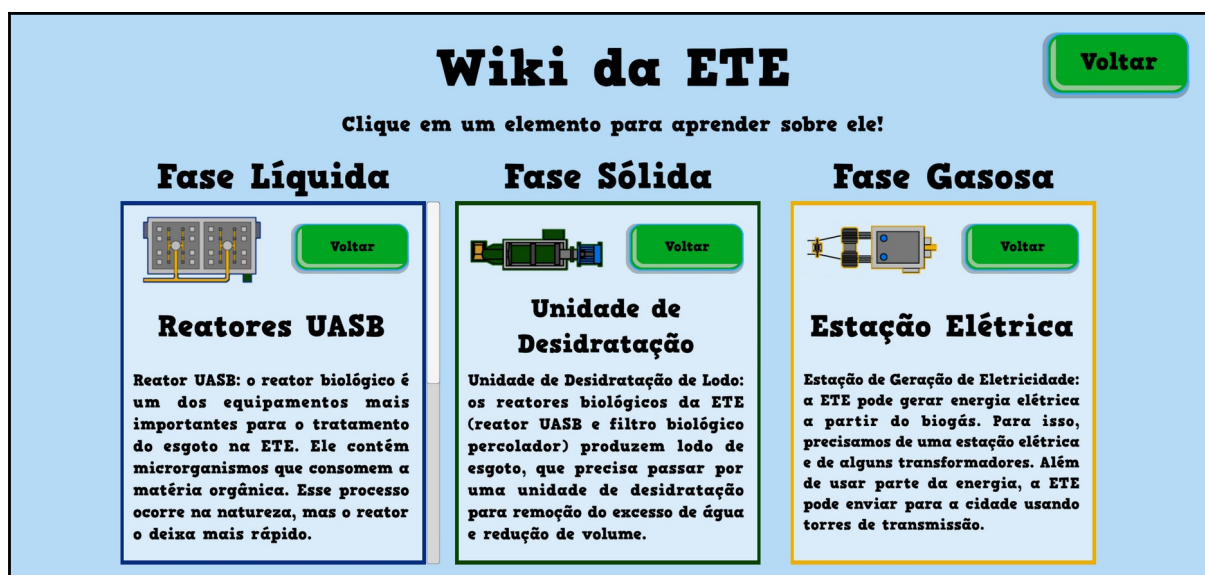 Wiki da ETE
Voltar
Clique em um elemento para aprender sobre ele!
Fase Líquida
Voltar
Reatores UASB
Reator UASB: o reator biológico é
um dos equipamentos mais
importantes para o tratamento
do esgoto na ETE. Ele contém
microrganismos que consomem a
matéria orgânica. Esse processo
ocorre na natureza, mas o reator
o deixa mais rápido.
Fase Sólida
Voltar
Unidade de
Desidratação
Unidade de Desidratação de Lodo:
os reatores biológicos da ETE
(reator UASB e filtro biológico
percolador) produzem lodo de
esgoto, que precisa passar por
uma unidade de desidratação
para remoção do excesso de água
e redução de volume.
Fase Gasosa
Voltar
Estação Elétrica
Estação de Geração de Eletricidade:
a ETE pode gerar energia elétrica
a partir do biogás. Para isso,
precisamos de uma estação elétrica
e de alguns transformadores. Além
de usar parte da energia, a ETE
pode enviar para a cidade usando
torres de transmissão.